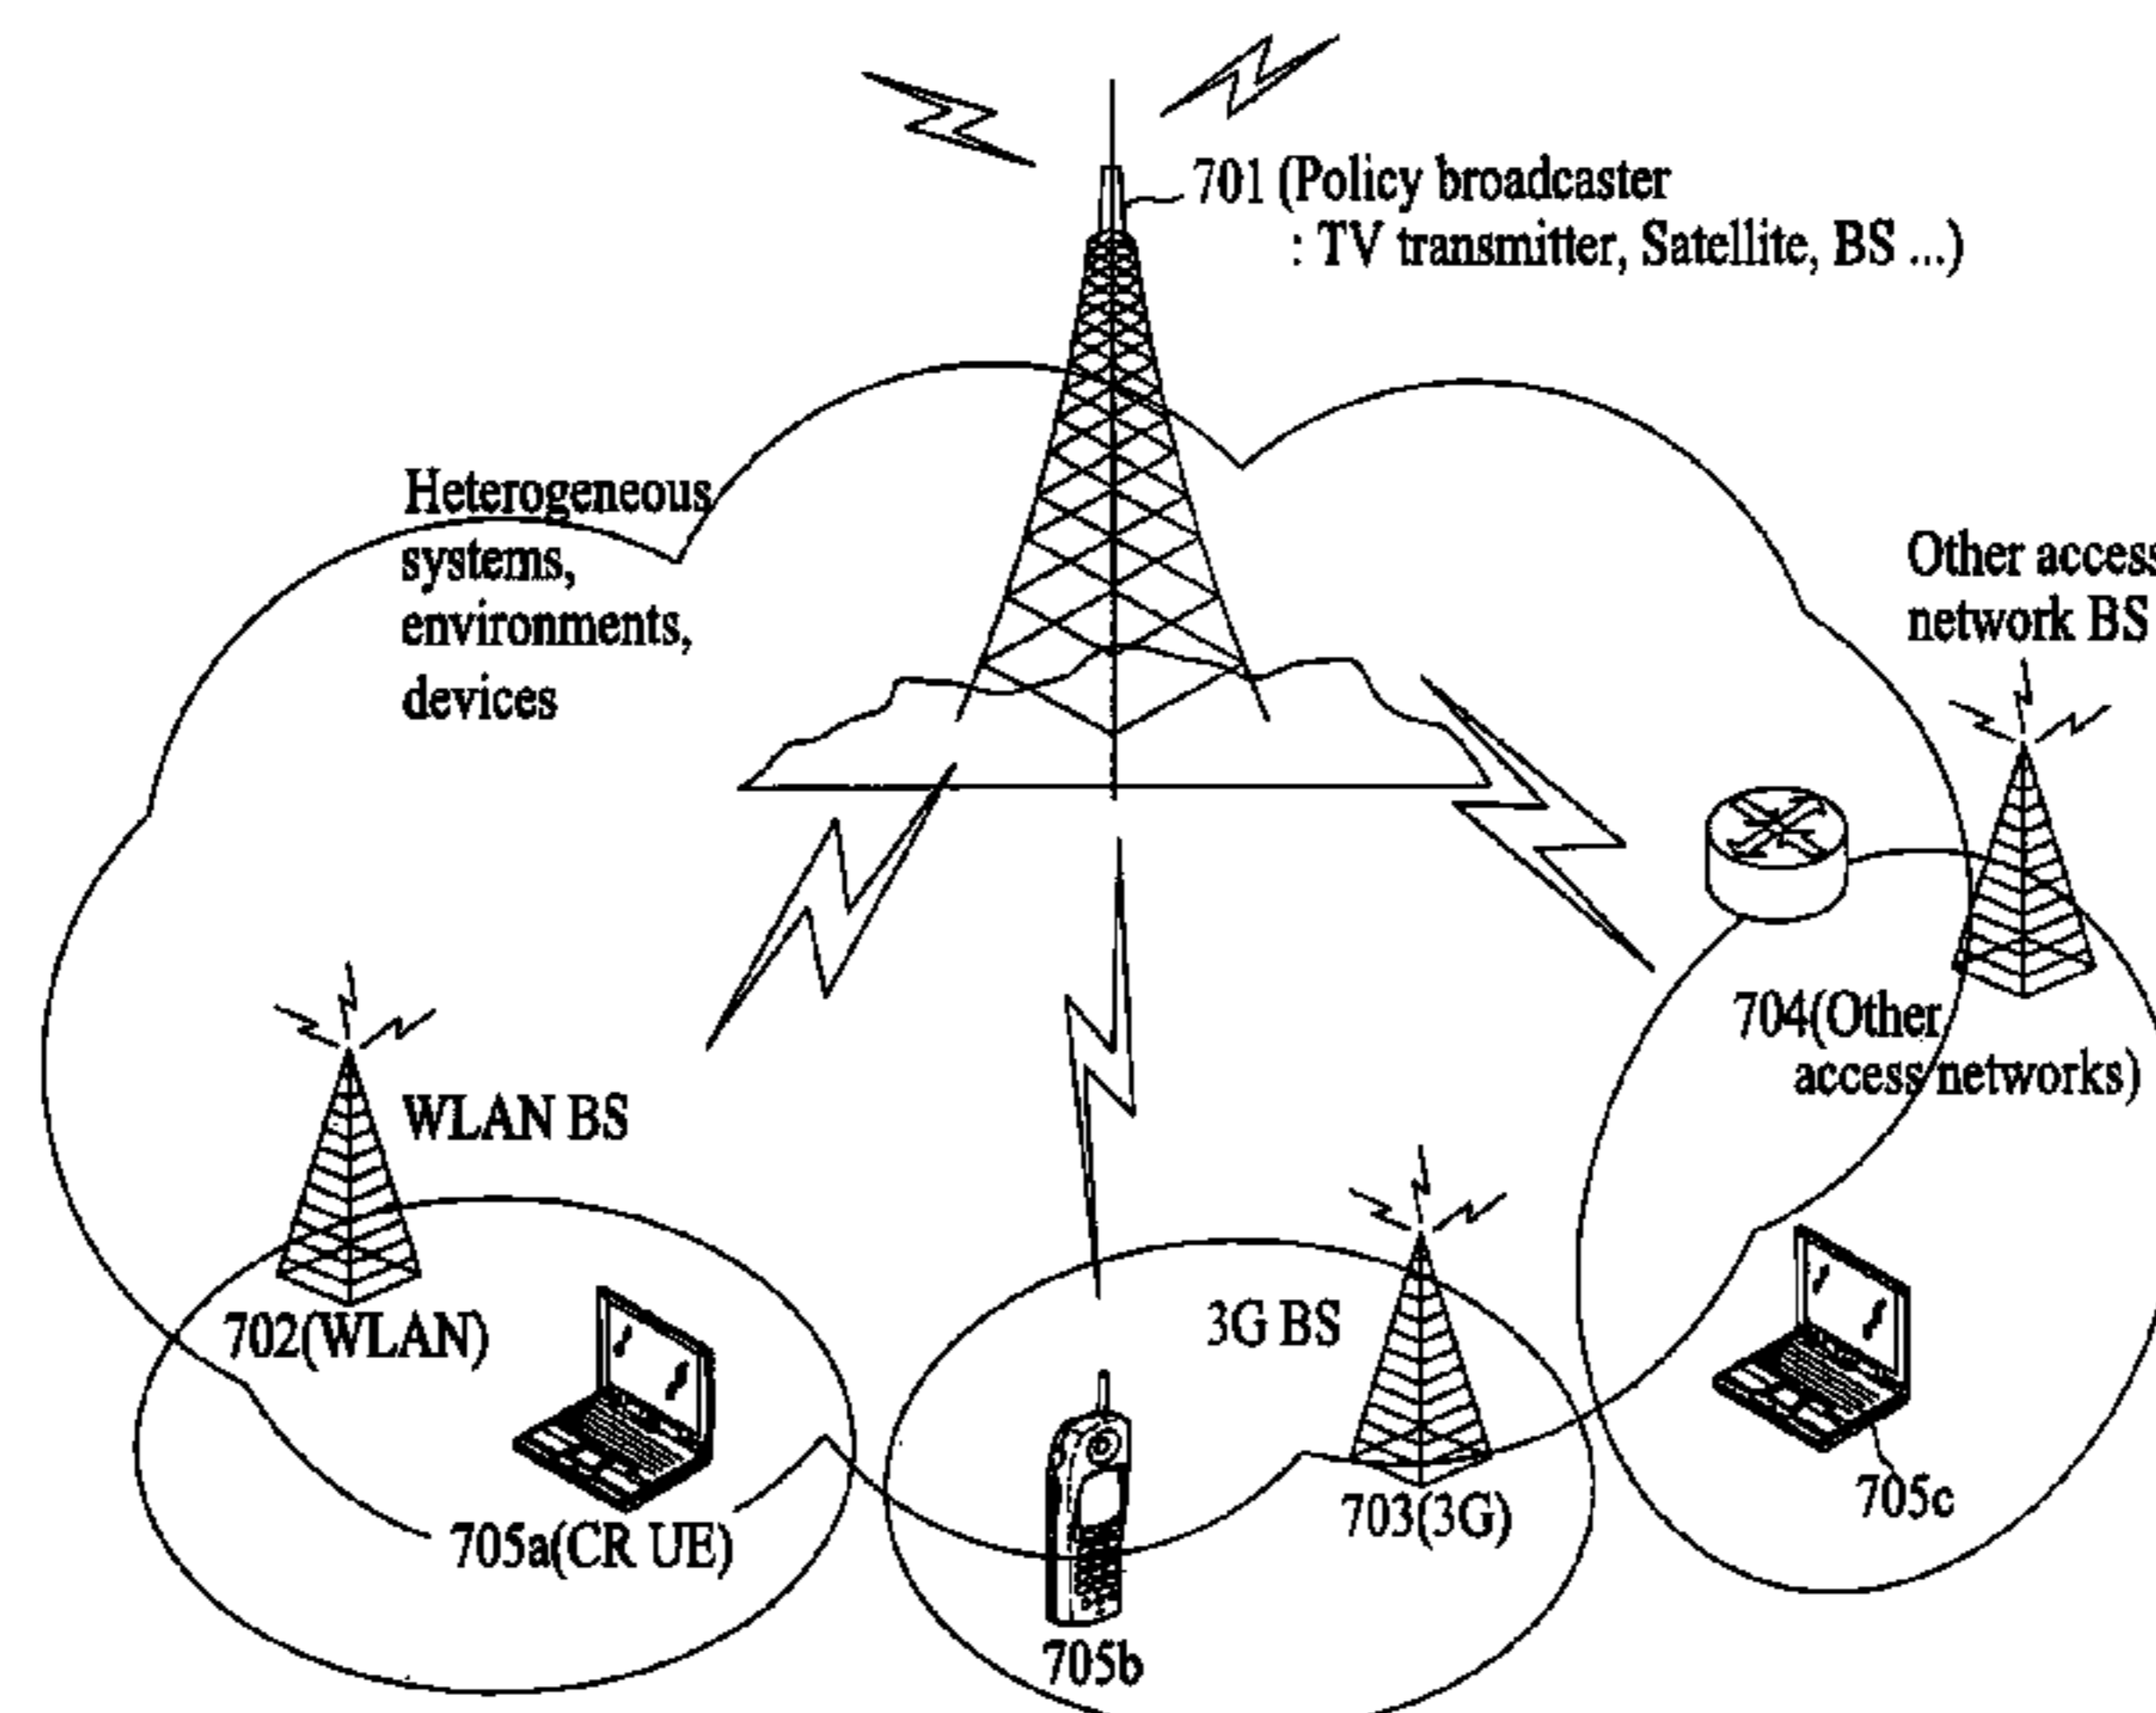 701 (Policy broadcaster
: TV transmitter, Satellite, BS ...)
Heterogeneous
systems,
environments,
devices
Other access
network BS
704(Other
access networks)
WLAN BS
702(WLAN)
3G BS
703(3G)
705a(CR UE)
705b
705c